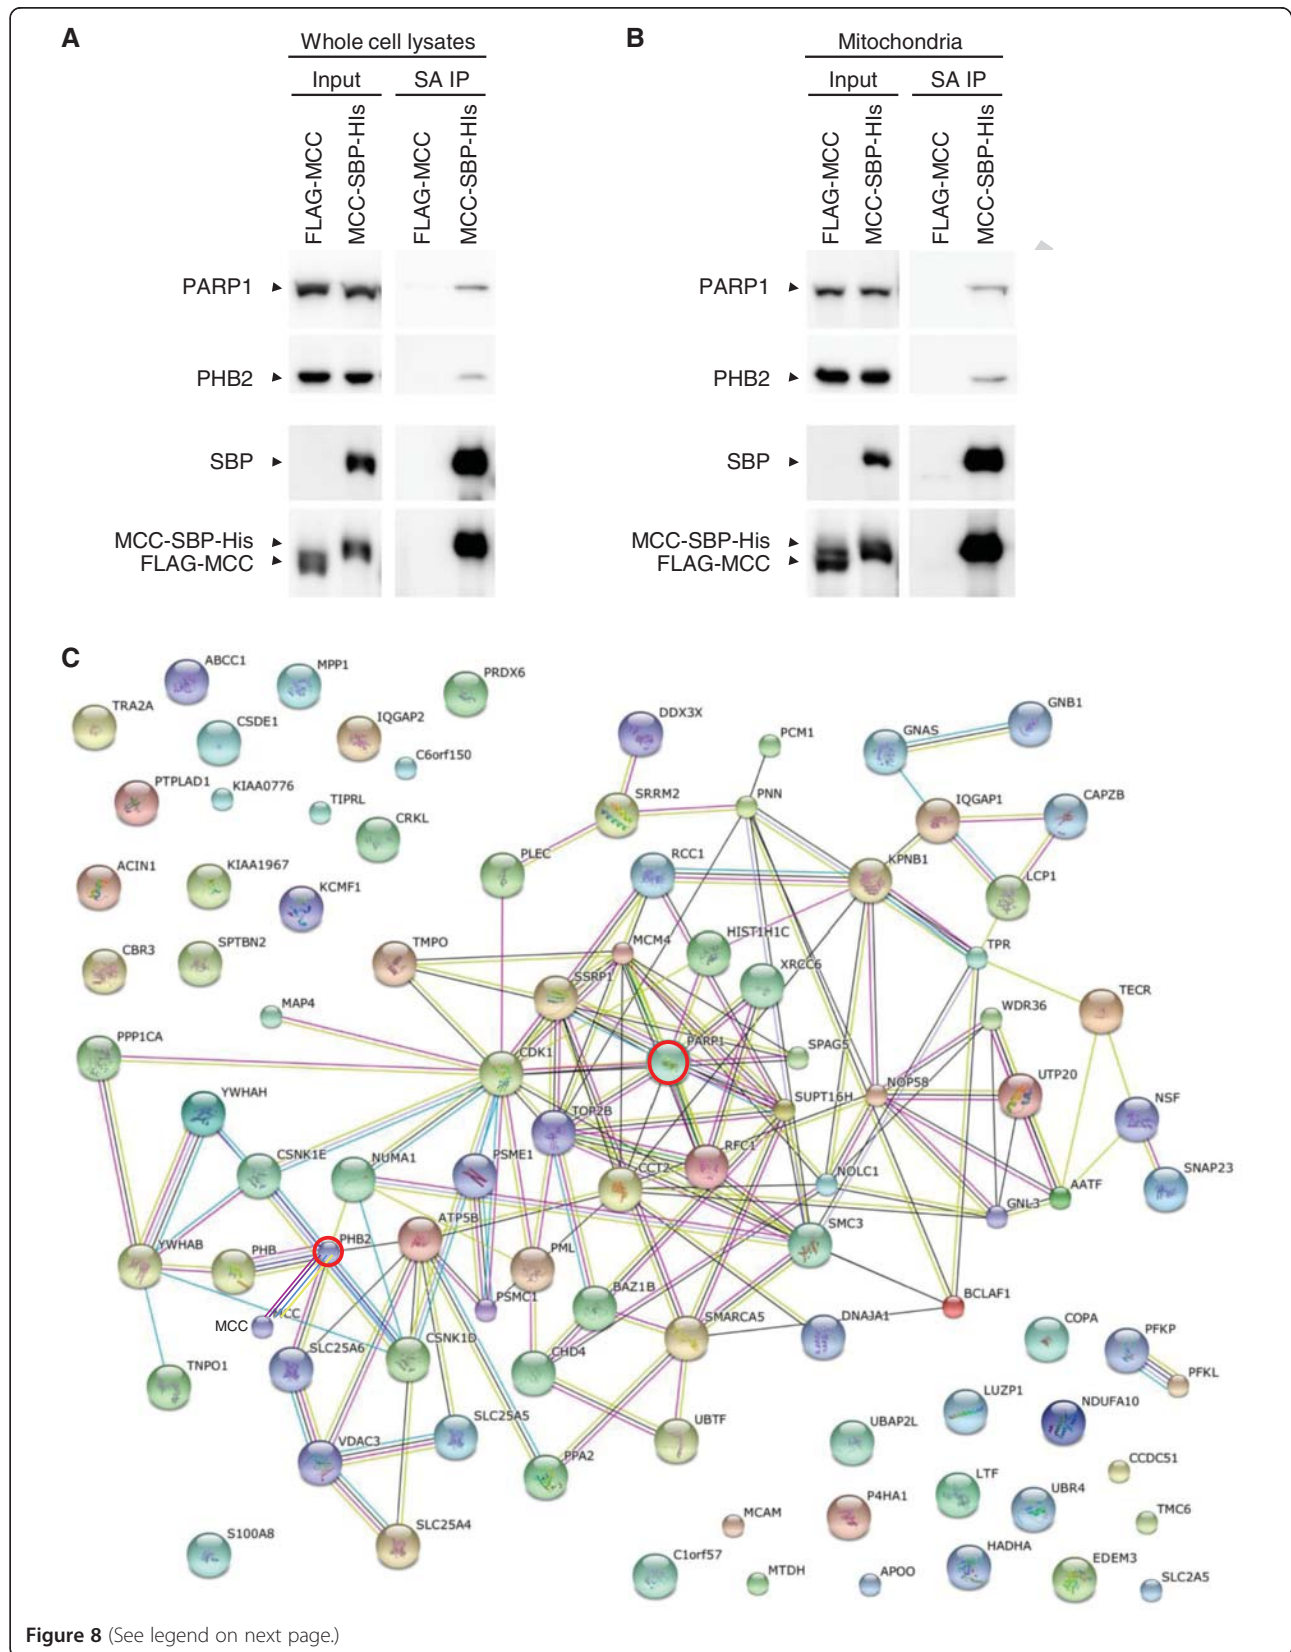 A
Whole cell lysates
Input SA IP
FLAG-MCC MCC-SBP-HIs FLAG-MCC MCC-SBP-HIs
PARP1
PHB2
SBP
MCC-SBP-His
FLAG-MCC
B
Mitochondria
Input SA IP
FLAG-MCC MCC-SBP-HIs FLAG-MCC MCC-SBP-HIs
PARP1
PHB2
SBP
MCC-SBP-His
FLAG-MCC
C
ABCC1
MPP1
PRDX6
TRA2A
CSDE1
IQGAP2
C6orf150
PTPLAD1
KIAA0776
TIPRL
CRKL
ACIN1
KIAA1967
KCMF1
CBR3
SPTBN2
DDX3X
PCM1
GNAS
GNB1
SRRM2
PNN
IQGAP1
CAPZB
PLEC
RCC1
KPNB1
LCP1
TMPO
MCM4
HIST1H1C
XRCC6
TPR
SSRP1
MAP4
WDR36
TECR
PPP1CA
CDK1
PARP1
SPAG5
YWHAH
TOP2B
SUPT16H
NOP58
UTP20
NSF
CSNK1E
NUMA1
PSME1
CCT2
RFC1
NOLC1
GNL3
AATF
SNAP23
YWHAB
PHB
PHB2
ATP5B
PML
SMC3
MCC
MCC
PSMC1
BAZ1B
BCLAF1
TNPO1
SLC25A6
CSNK1D
CHD4
SMARCA5
DNAJA1
COPA
PFKP
PFKL
VDAC3
SLC25A5
PPA2
UBTF
UBAP2L
LUZP1
NDUFA10
CCDC51
SLC25A4
S100A8
MCAM
P4HA1
LTF
UBR4
TMC6
C1orf57
MTDH
APOO
HADHA
EDEM3
SLC2A5
Figure 8 (See legend on next page.)